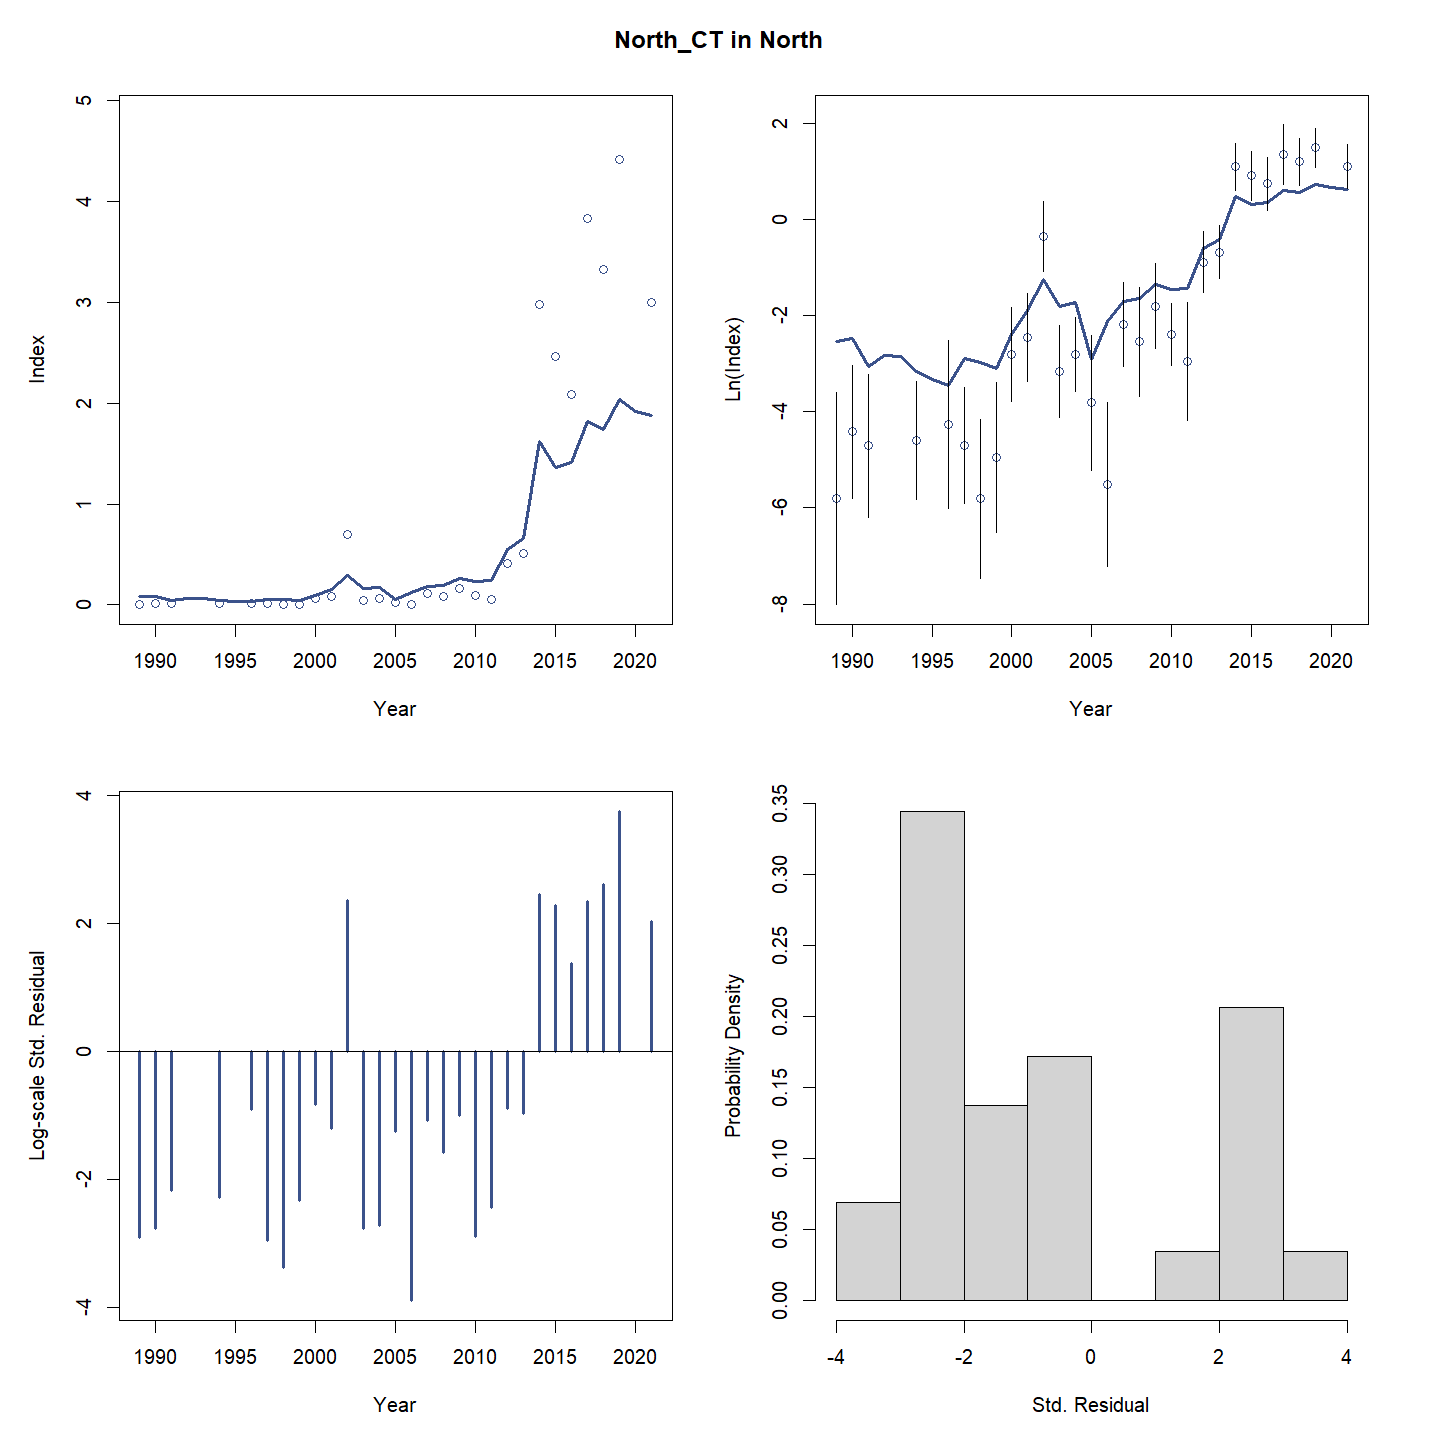 North_CT in North
Index
0 1 2 3 4 5
1990 1995 2000 2005 2010 2015 2020
Year
Ln(Index)
-8 -6 -4 -2 0 2
1990 1995 2000 2005 2010 2015 2020
Year
Log-scale Std. Residual
-4 -2 0 2 4
1990 1995 2000 2005 2010 2015 2020
Year
Probability Density
0.00 0.05 0.10 0.15 0.20 0.25 0.30 0.35
-4 -2 0 2 4
Std. Residual